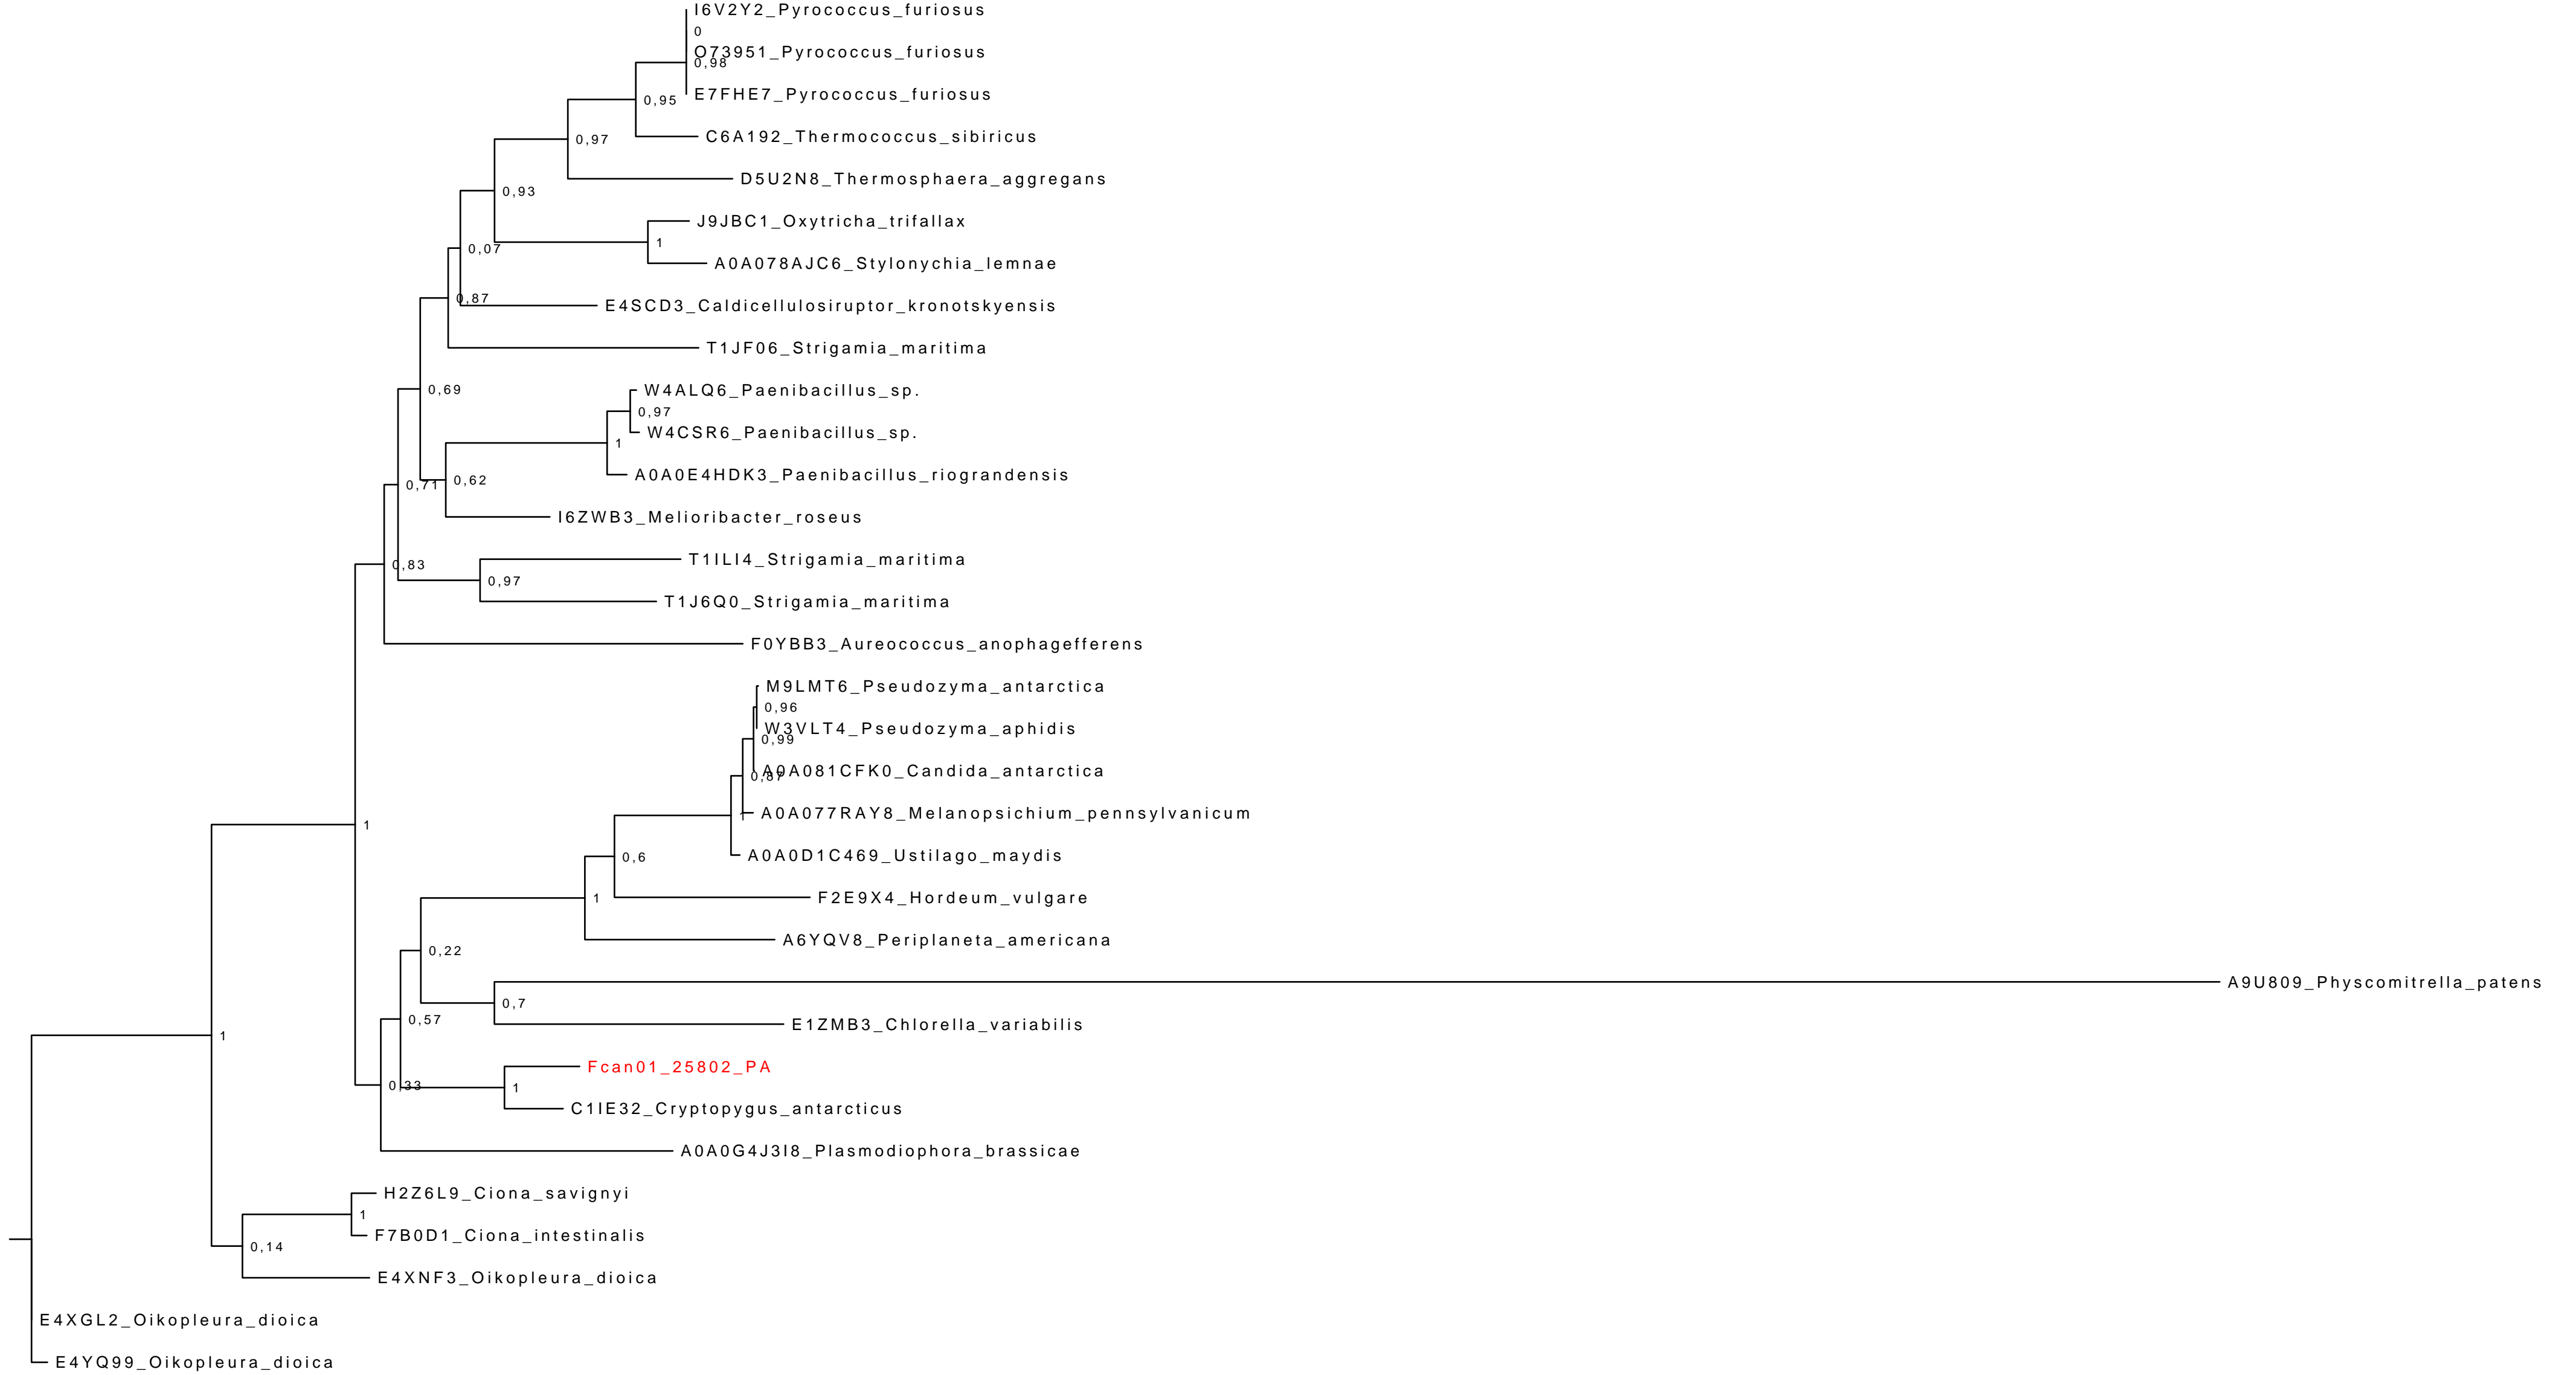 I6V2Y2_Pyrococcus_furiosus
0
O73951_Pyrococcus_furiosus
0,98
E7FHE7_Pyrococcus_furiosus
0,95
C6A192_Thermococcus_sibiricus
0,97
D5U2N8_Thermosphaera_aggregans
0,93
J9JBC1_Oxytricha_trifallax
1
A0A078AJC6_Stylonychia_lemnae
0,07
0,87
E4SCD3_Caldicellulosiruptor_kronotskyensis
T1JF06_Strigamia_maritima
0,69
W4ALQ6_Paenibacillus_sp.
0,97
W4CSR6_Paenibacillus_sp.
1
A0A0E4HDK3_Paenibacillus_riograndensis
0,71
0,62
I6ZWB3_Melioribacter_roseus
T1ILI4_Strigamia_maritima
0,83
0,97
T1J6Q0_Strigamia_maritima
F0YBB3_Aureococcus_anophagefferens
M9LMT6_Pseudozyma_antarctica
0,96
W3VLT4_Pseudozyma_aphidis
0,99
A0A081CFK0_Candida_antarctica
0,87
A0A077RAY8_Melanopsichium_pennsylvanicum
1
A0A0D1C469_Ustilago_maydis
0,6
F2E9X4_Hordeum_vulgare
1
A6YQV8_Periplaneta_americana
0,22
A9U809_Physcomitrella_patens
0,7
0,57
E1ZMB3_Chlorella_variabilis
Fcan01_25802_PA
0,33
1
C1IE32_Cryptopygus_antarcticus
1
A0A0G4J3I8_Plasmodiophora_brassicae
H2Z6L9_Ciona_savignyi
1
F7B0D1_Ciona_intestinalis
0,14
E4XNF3_Oikopleura_dioica
E4XGL2_Oikopleura_dioica
E4YQ99_Oikopleura_dioica